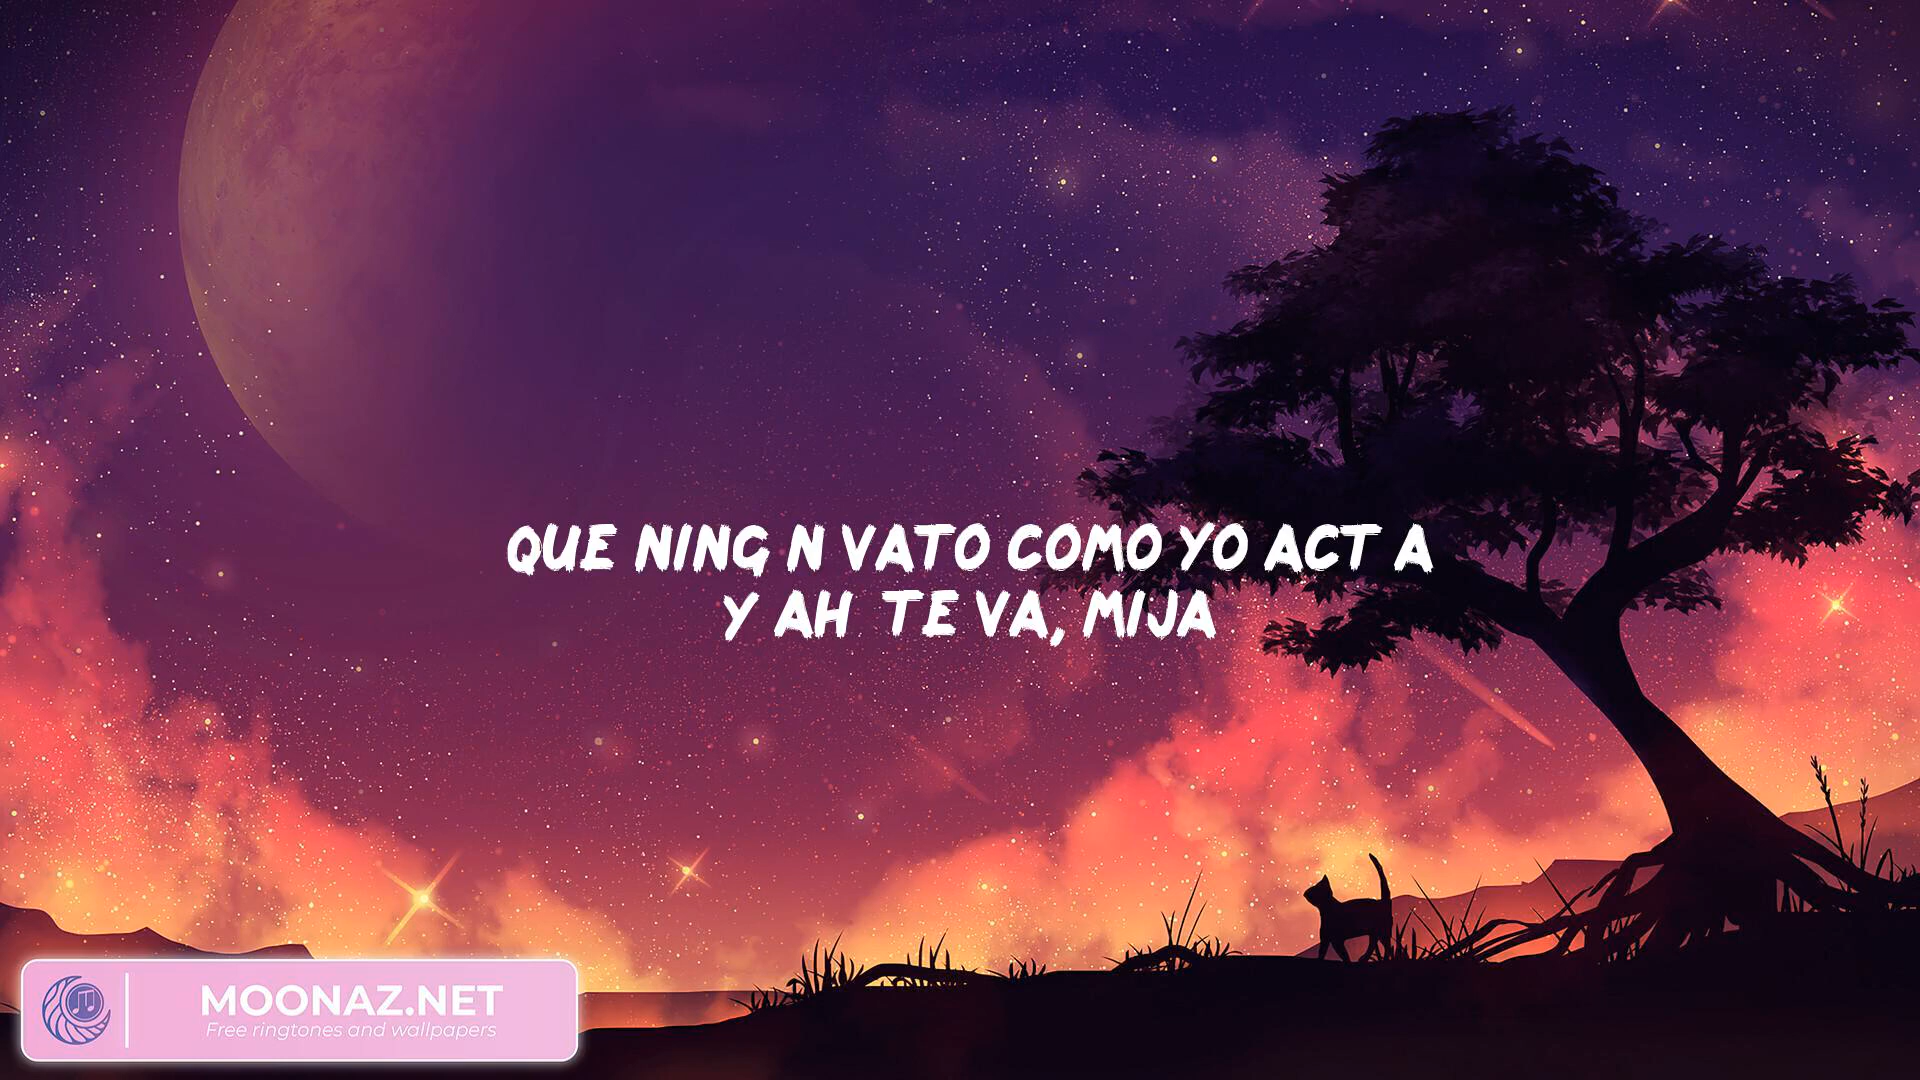 QUE NING N VATO COMO YO ACT A
Y AH  TE VA, MIJA
MOONAZ.NET
Free ringtones and wallpapers